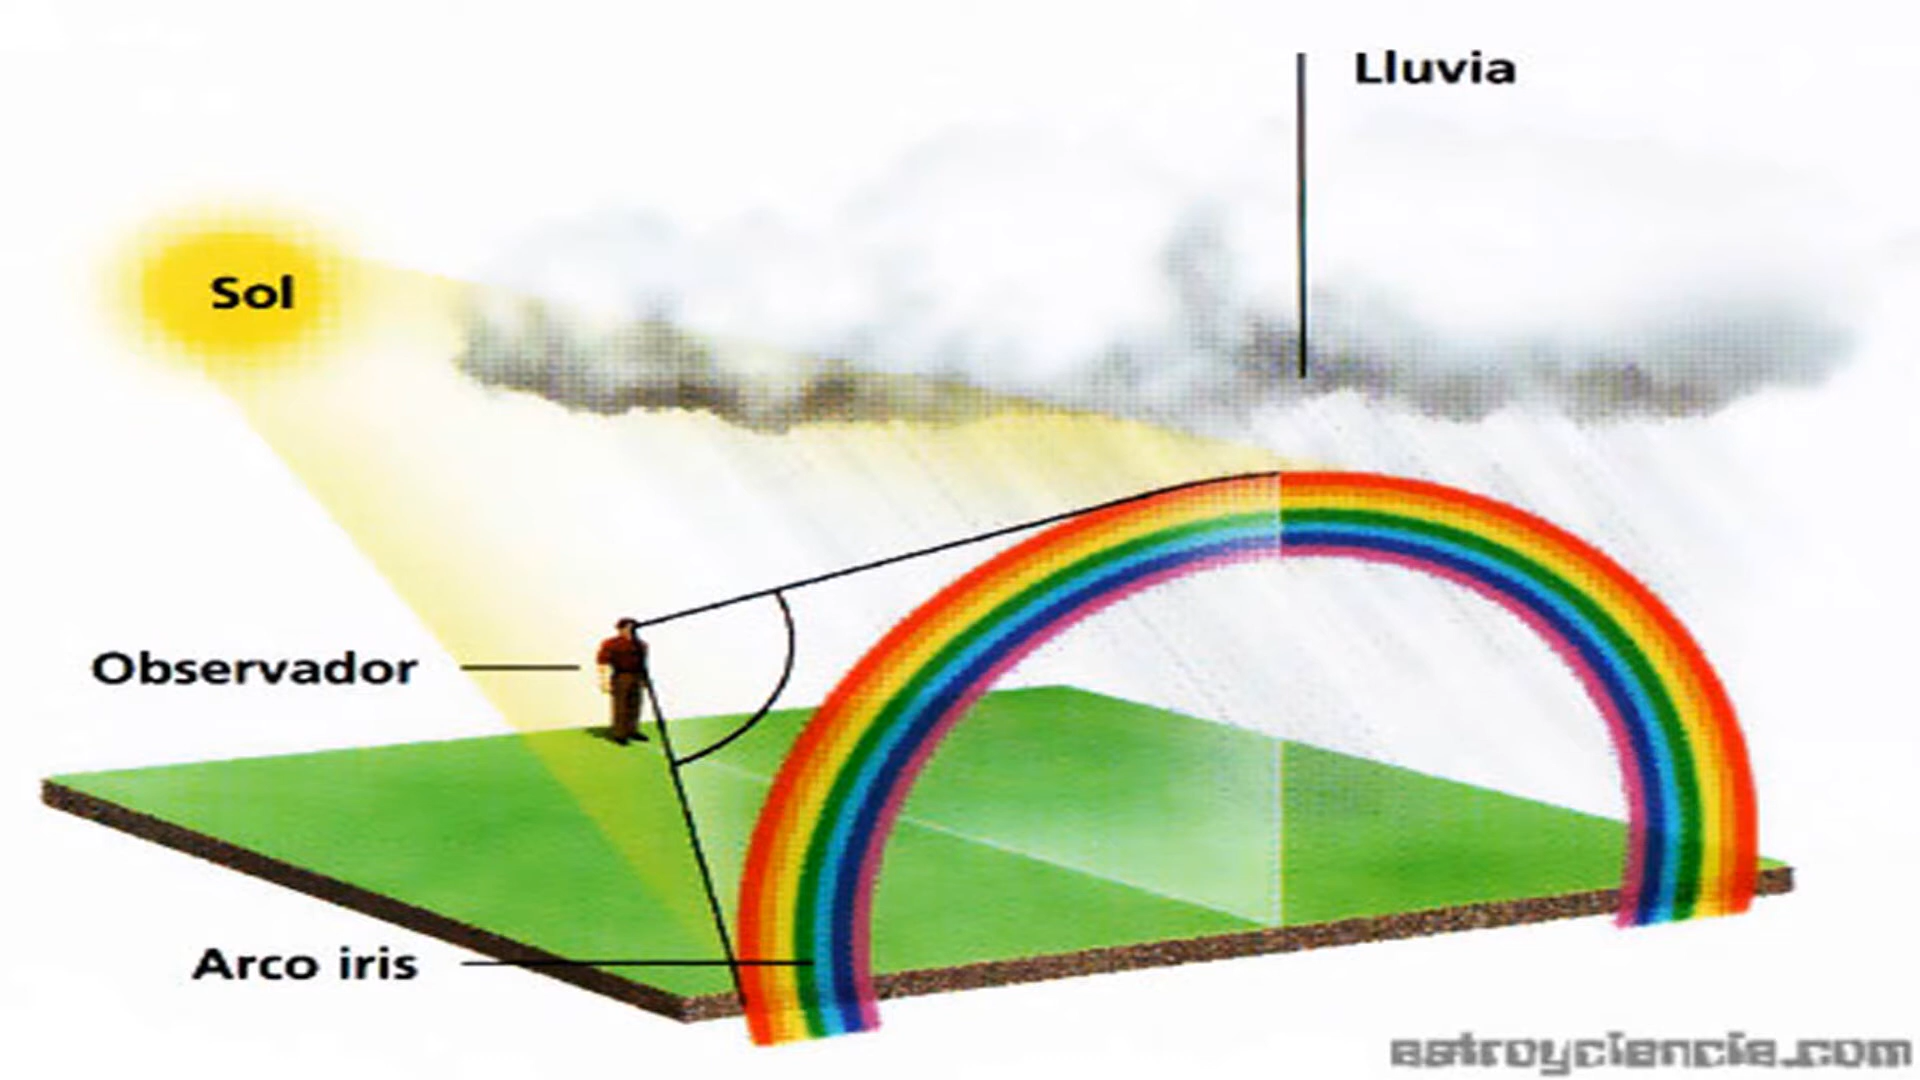 Lluvia
Sol
Observador
Arco iris
astroyciencia.com